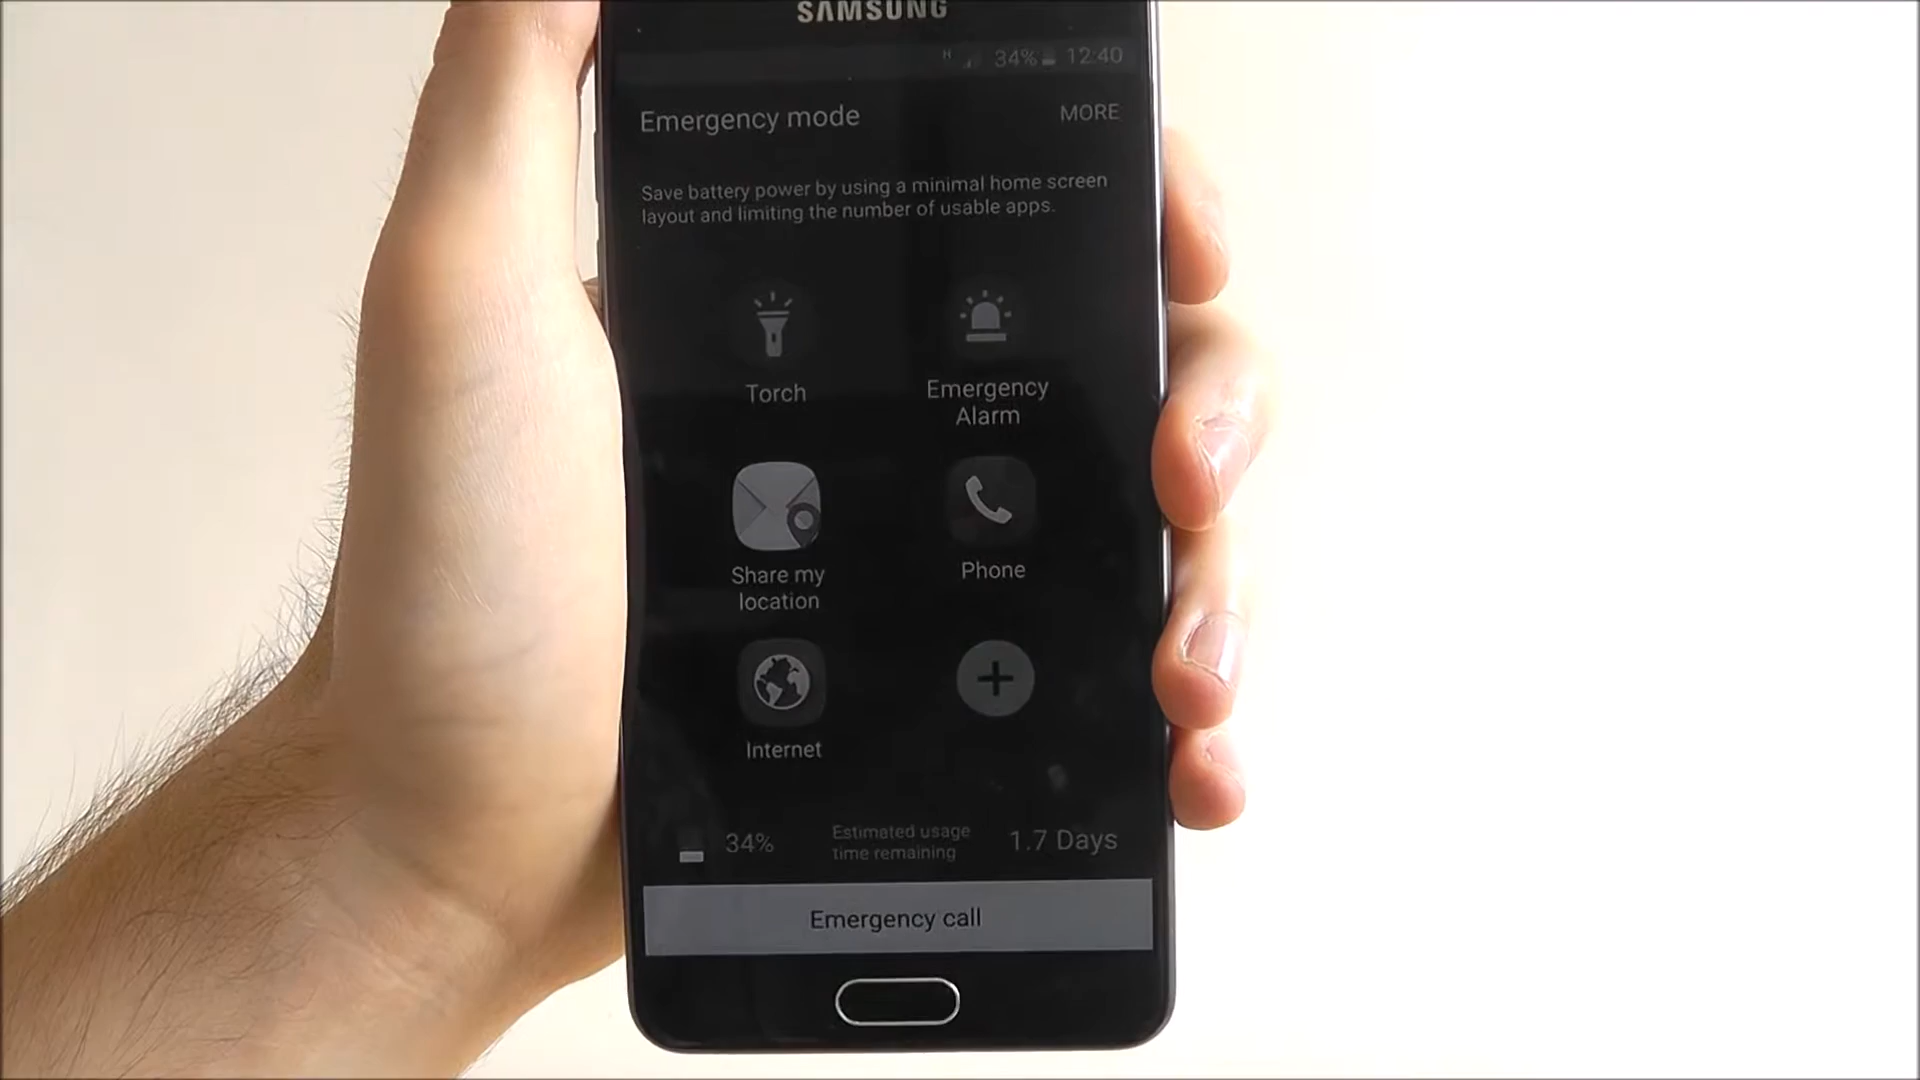 SAMSUNG
H 34% 12:40
Emergency mode
MORE
Save battery power by using a minimal home screen
layout and limiting the number of usable apps.
Torch
Emergency
Alarm
Share my
location
Phone
Internet
34%
Estimated usage
time remaining
1.7 Days
Emergency call